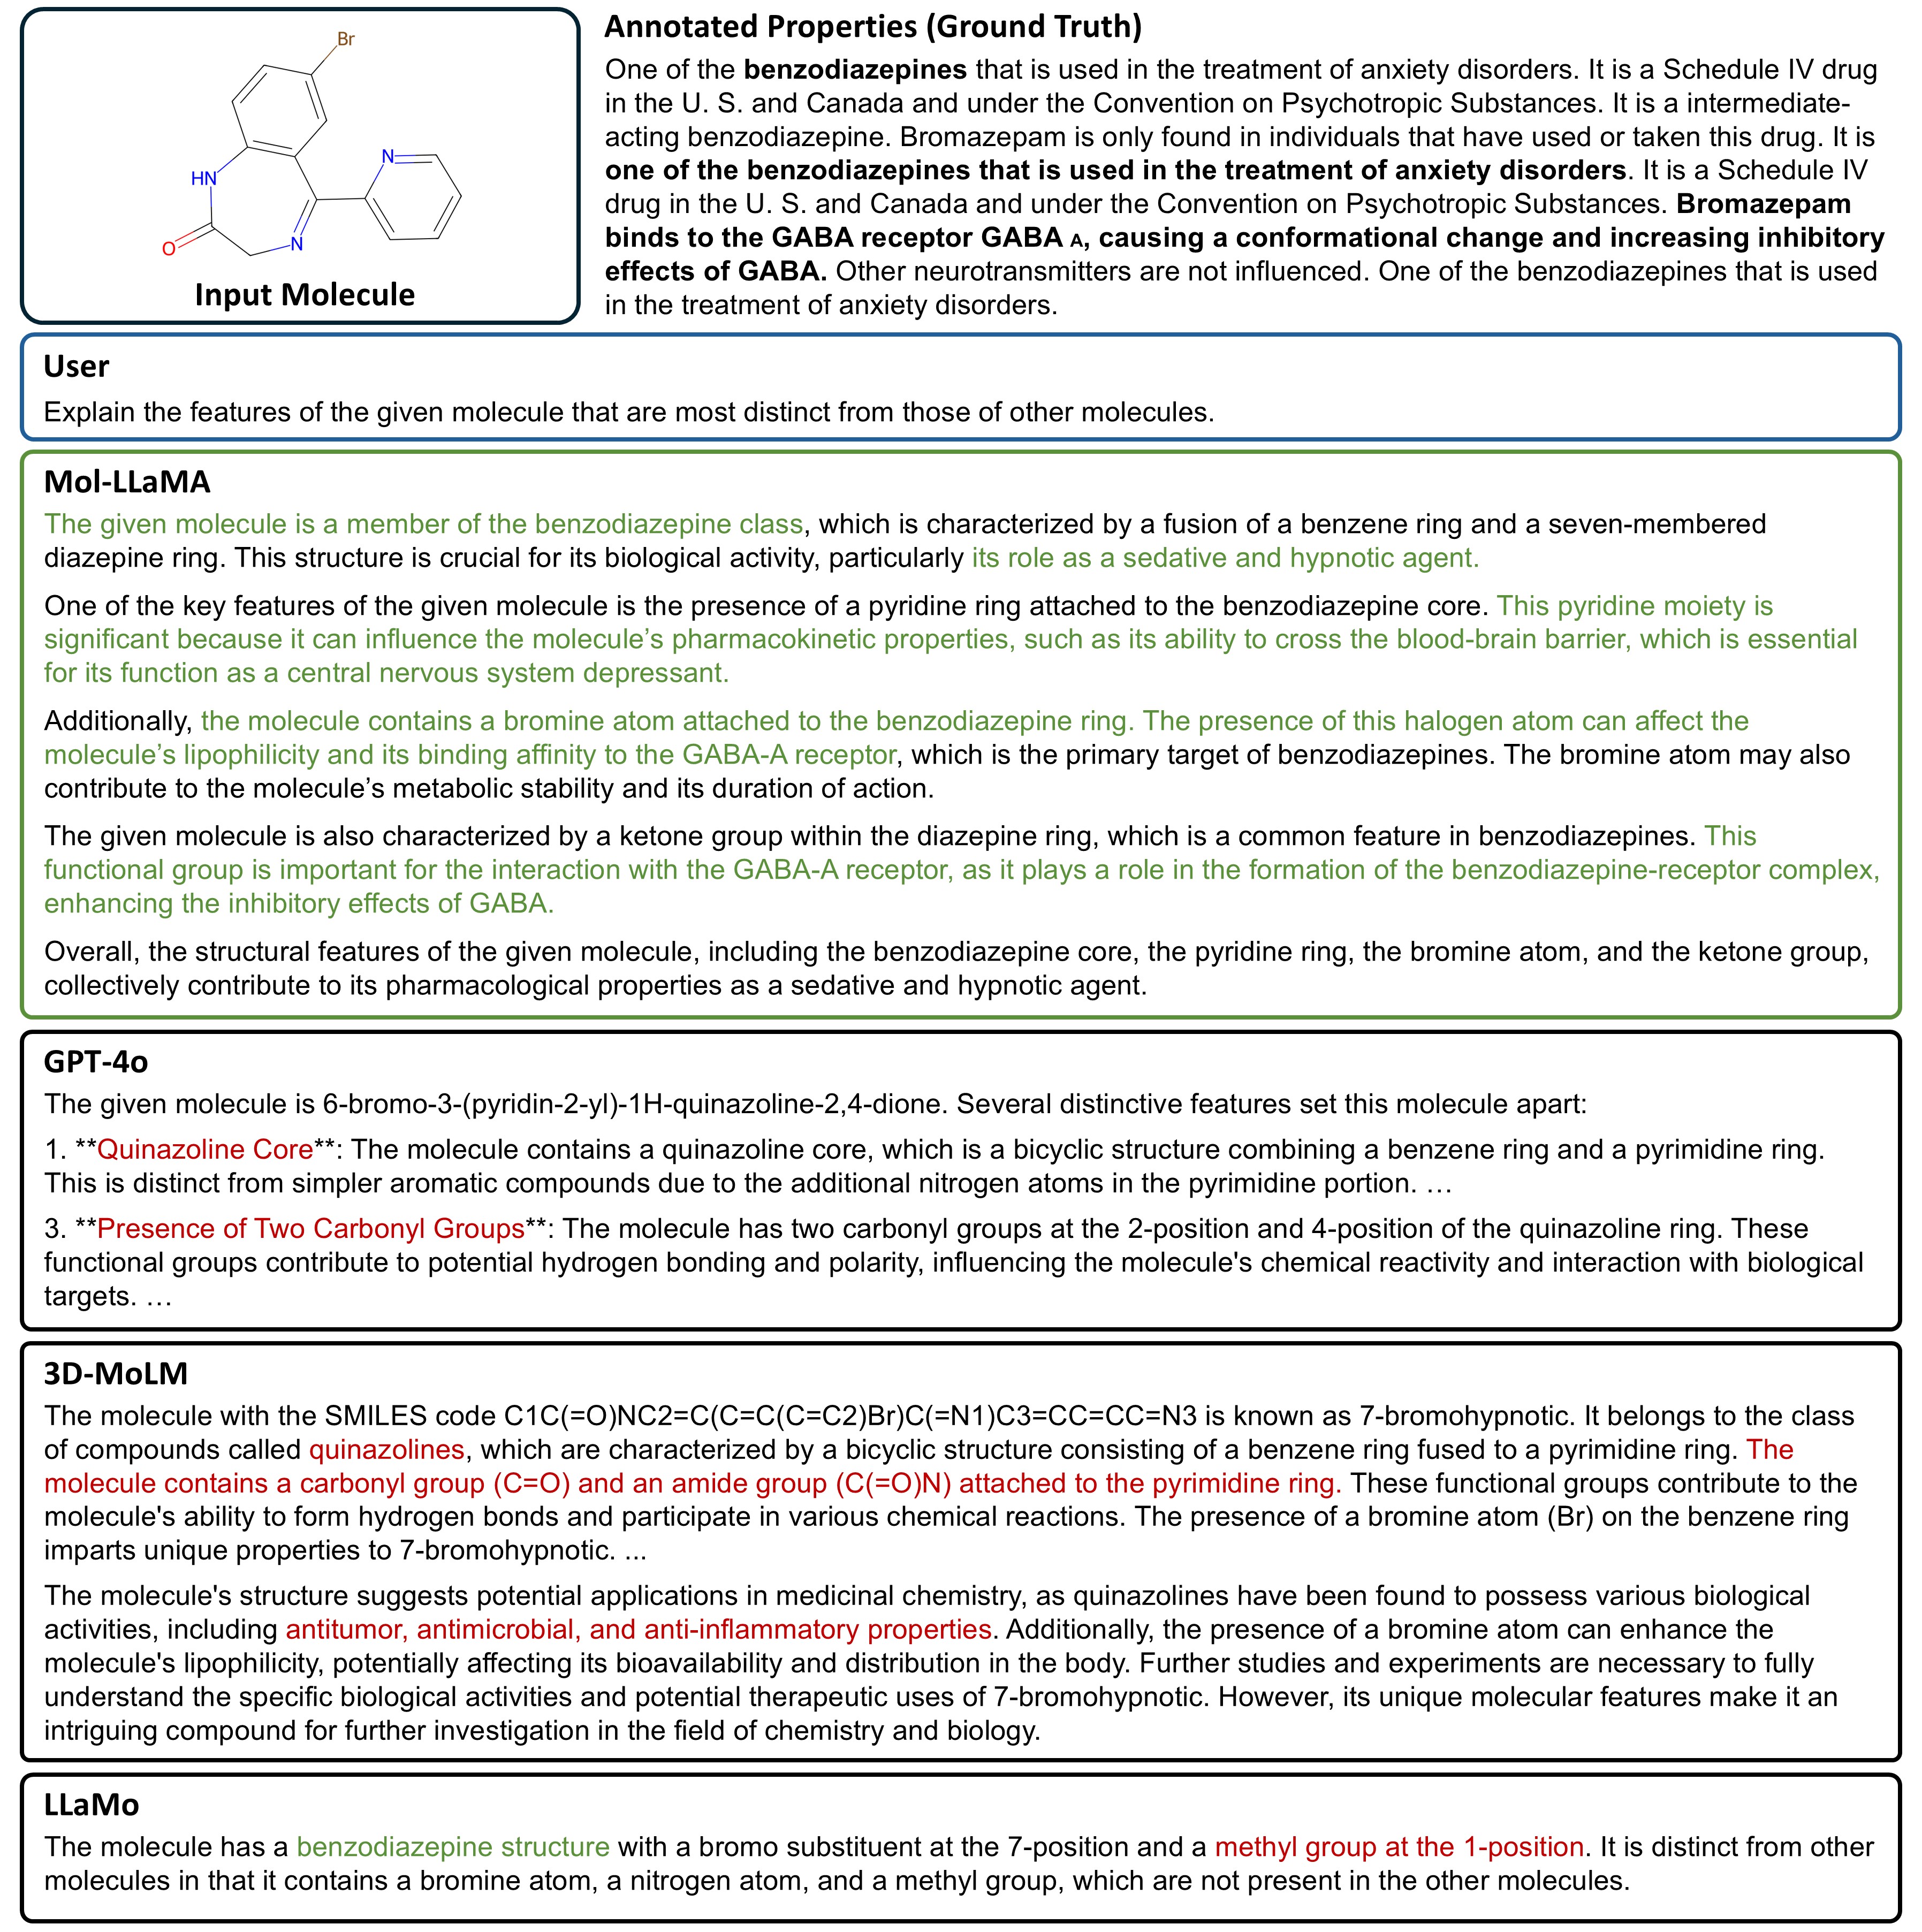 Br
N
HN
N
O
Input Molecule
Annotated Properties (Ground Truth)
One of the benzodiazepines that is used in the treatment of anxiety disorders. It is a Schedule IV drug
in the U. S. and Canada and under the Convention on Psychotropic Substances. It is a intermediate-
acting benzodiazepine. Bromazepam is only found in individuals that have used or taken this drug. It is
one of the benzodiazepines that is used in the treatment of anxiety disorders. It is a Schedule IV
drug in the U. S. and Canada and under the Convention on Psychotropic Substances. Bromazepam
binds to the GABA receptor GABA A, causing a conformational change and increasing inhibitory
effects of GABA. Other neurotransmitters are not influenced. One of the benzodiazepines that is used
in the treatment of anxiety disorders.
User
Explain the features of the given molecule that are most distinct from those of other molecules.
Mol-LLaMA
The given molecule is a member of the benzodiazepine class, which is characterized by a fusion of a benzene ring and a seven-membered
diazepine ring. This structure is crucial for its biological activity, particularly its role as a sedative and hypnotic agent.
One of the key features of the given molecule is the presence of a pyridine ring attached to the benzodiazepine core. This pyridine moiety is
significant because it can influence the molecule's pharmacokinetic properties, such as its ability to cross the blood-brain barrier, which is essential
for its function as a central nervous system depressant.
Additionally, the molecule contains a bromine atom attached to the benzodiazepine ring. The presence of this halogen atom can affect the
molecule's lipophilicity and its binding affinity to the GABA-A receptor, which is the primary target of benzodiazepines. The bromine atom may also
contribute to the molecule's metabolic stability and its duration of action.
The given molecule is also characterized by a ketone group within the diazepine ring, which is a common feature in benzodiazepines. This
functional group is important for the interaction with the GABA-A receptor, as it plays a role in the formation of the benzodiazepine-receptor complex,
enhancing the inhibitory effects of GABA.
Overall, the structural features of the given molecule, including the benzodiazepine core, the pyridine ring, the bromine atom, and the ketone group,
collectively contribute to its pharmacological properties as a sedative and hypnotic agent.
GPT-4o
The given molecule is 6-bromo-3-(pyridin-2-yl)-1H-quinazoline-2,4-dione. Several distinctive features set this molecule apart:
1. **Quinazoline Core**: The molecule contains a quinazoline core, which is a bicyclic structure combining a benzene ring and a pyrimidine ring.
This is distinct from simpler aromatic compounds due to the additional nitrogen atoms in the pyrimidine portion. …
3. **Presence of Two Carbonyl Groups**: The molecule has two carbonyl groups at the 2-position and 4-position of the quinazoline ring. These
functional groups contribute to potential hydrogen bonding and polarity, influencing the molecule's chemical reactivity and interaction with biological
targets. …
3D-MoLM
The molecule with the SMILES code C1C(=O)NC2=C(C=C(C=C2)Br)C(=N1)C3=CC=CC=N3 is known as 7-bromohypnotic. It belongs to the class
of compounds called quinazolines, which are characterized by a bicyclic structure consisting of a benzene ring fused to a pyrimidine ring. The
molecule contains a carbonyl group (C=O) and an amide group (C(=O)N) attached to the pyrimidine ring. These functional groups contribute to the
molecule's ability to form hydrogen bonds and participate in various chemical reactions. The presence of a bromine atom (Br) on the benzene ring
imparts unique properties to 7-bromohypnotic. ...
The molecule's structure suggests potential applications in medicinal chemistry, as quinazolines have been found to possess various biological
activities, including antitumor, antimicrobial, and anti-inflammatory properties. Additionally, the presence of a bromine atom can enhance the
molecule's lipophilicity, potentially affecting its bioavailability and distribution in the body. Further studies and experiments are necessary to fully
understand the specific biological activities and potential therapeutic uses of 7-bromohypnotic. However, its unique molecular features make it an
intriguing compound for further investigation in the field of chemistry and biology.
LLaMo
The molecule has a benzodiazepine structure with a bromo substituent at the 7-position and a methyl group at the 1-position. It is distinct from other
molecules in that it contains a bromine atom, a nitrogen atom, and a methyl group, which are not present in the other molecules.